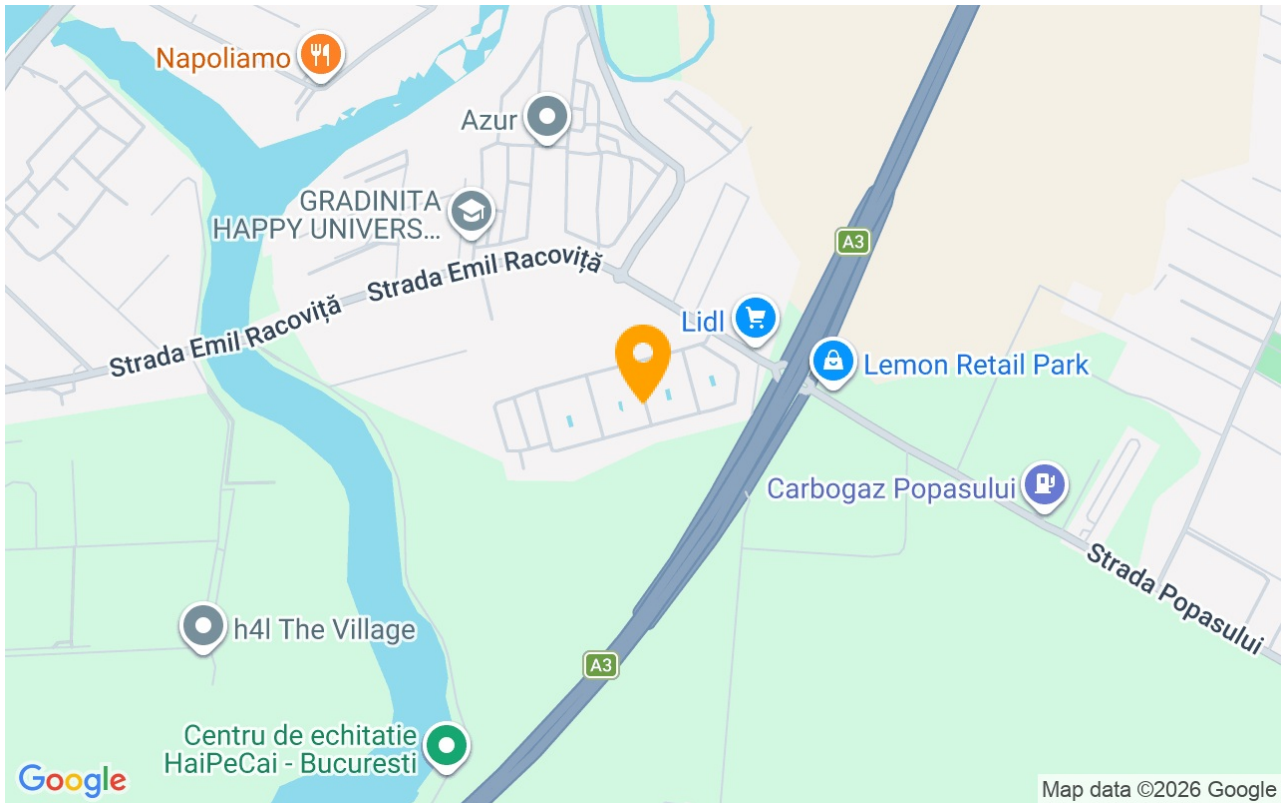 Napoliamo
Azur
GRADINITA
HAPPY UNIVERS...
A3
Strada Emil Racoviță
Strada Emil Racoviță
Lidl
Lemon Retail Park
Carbogaz Popasului
Strada Popasului
h4l The Village
A3
Centru de echitatie
HaiPeCai - Bucuresti
Google
Map data ©2026 Google